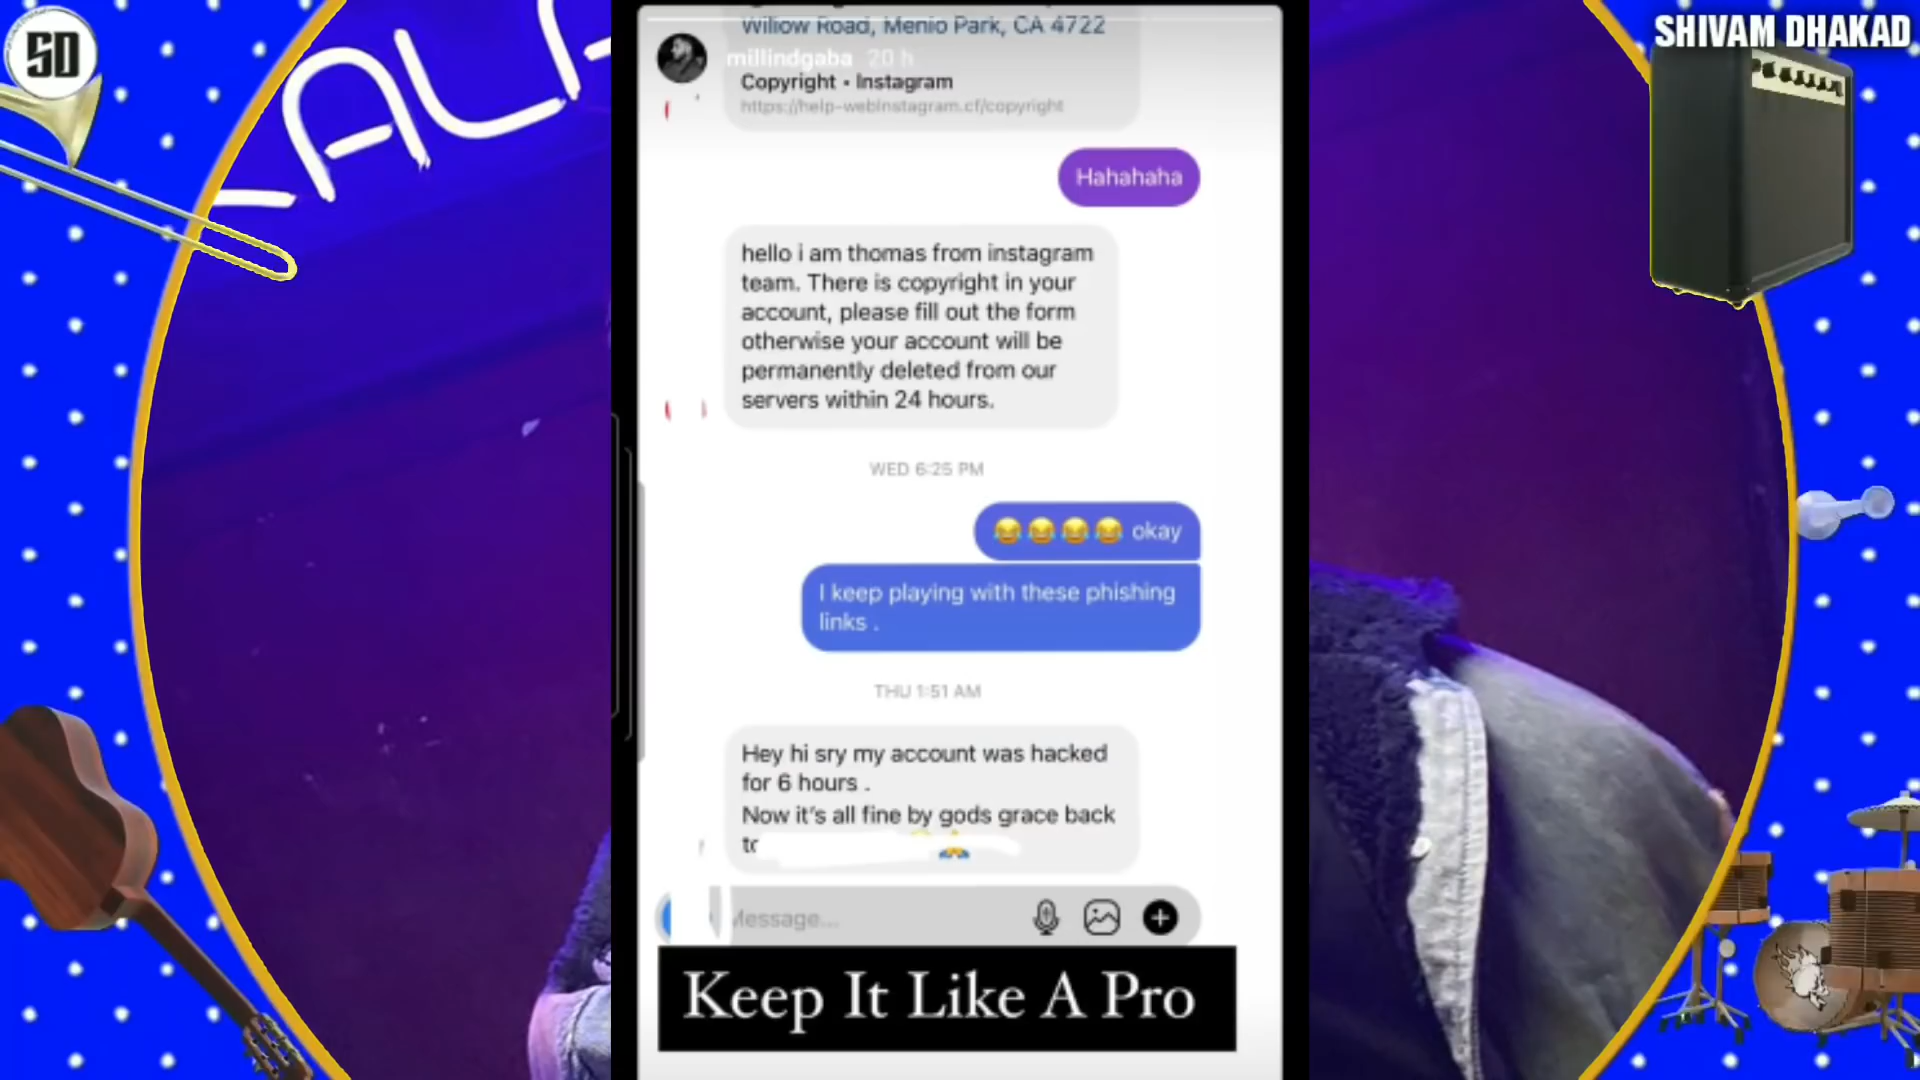 SD
SHIVAM DHAKAD
Willow Road, Menlo Park, CA 4722
millindgaba 20 h
Copyright • Instagram
https://help-webinstagram.cf/copyright
Hahahaha
hello i am thomas from instagram
team. There is copyright in your
account, please fill out the form
otherwise your account will be
permanently deleted from our
servers within 24 hours.
WED 6:25 PM
😂😂😂😂 okay
I keep playing with these phishing
links .
THU 1:51 AM
Hey hi sry my account was hacked
for 6 hours .
Now it's all fine by gods grace back
Message...
Keep It Like A Pro